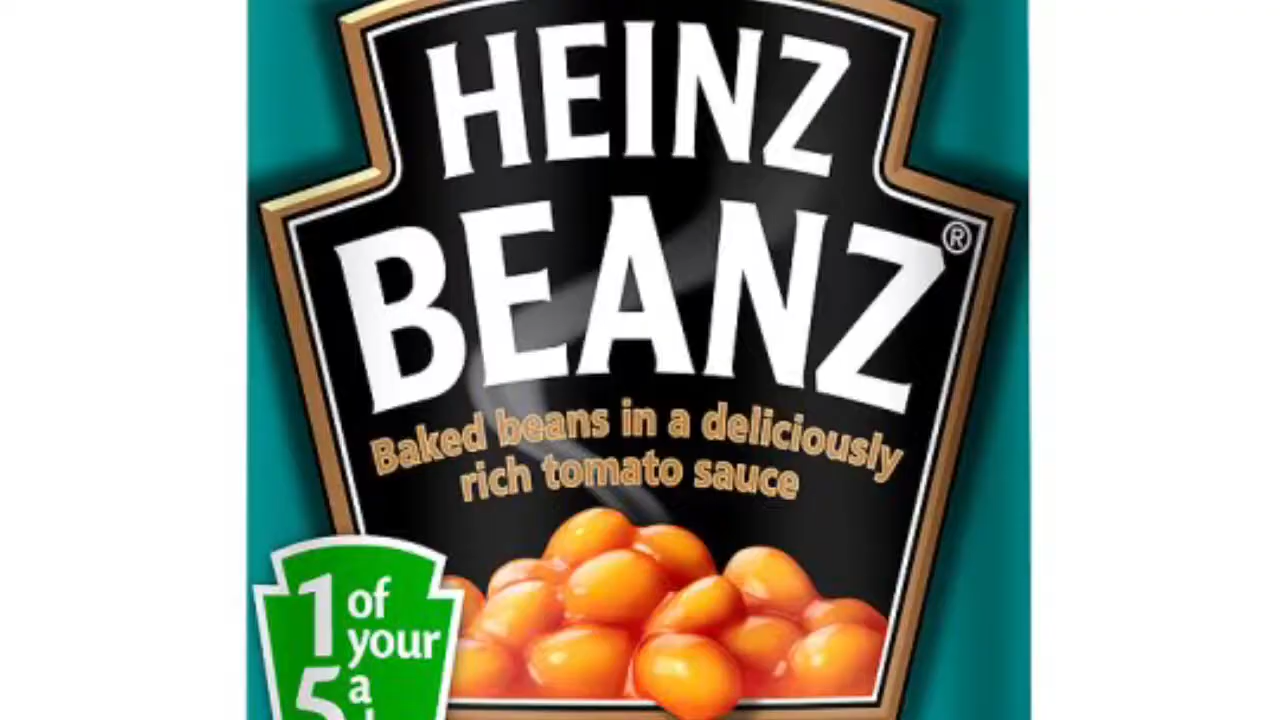 HEINZ
BEANZ®
Baked beans in a deliciously
rich tomato sauce
1 of
your
5 a